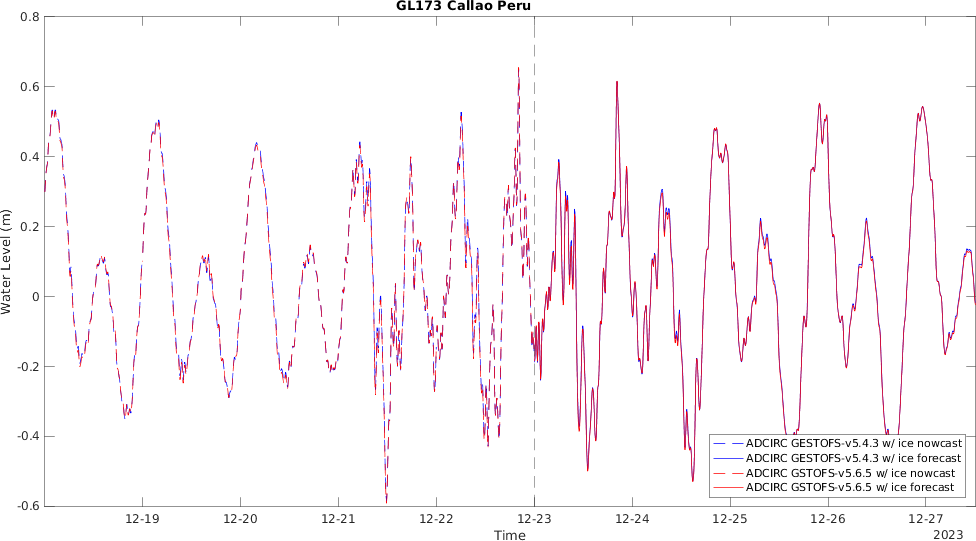 GL173 Callao Peru
0.8
0.6
0.4
0.2
0
-0.2
-0.4
-0.6
Water Level (m)
ADCIRC GESTOFS-v5.4.3 w/ ice nowcast
ADCIRC GESTOFS-v5.4.3 w/ ice forecast
ADCIRC GSTOFS-v5.6.5 w/ ice nowcast
ADCIRC GSTOFS-v5.6.5 w/ ice forecast
12-19 12-20 12-21 12-22 12-23 12-24 12-25 12-26 12-27
Time
2023